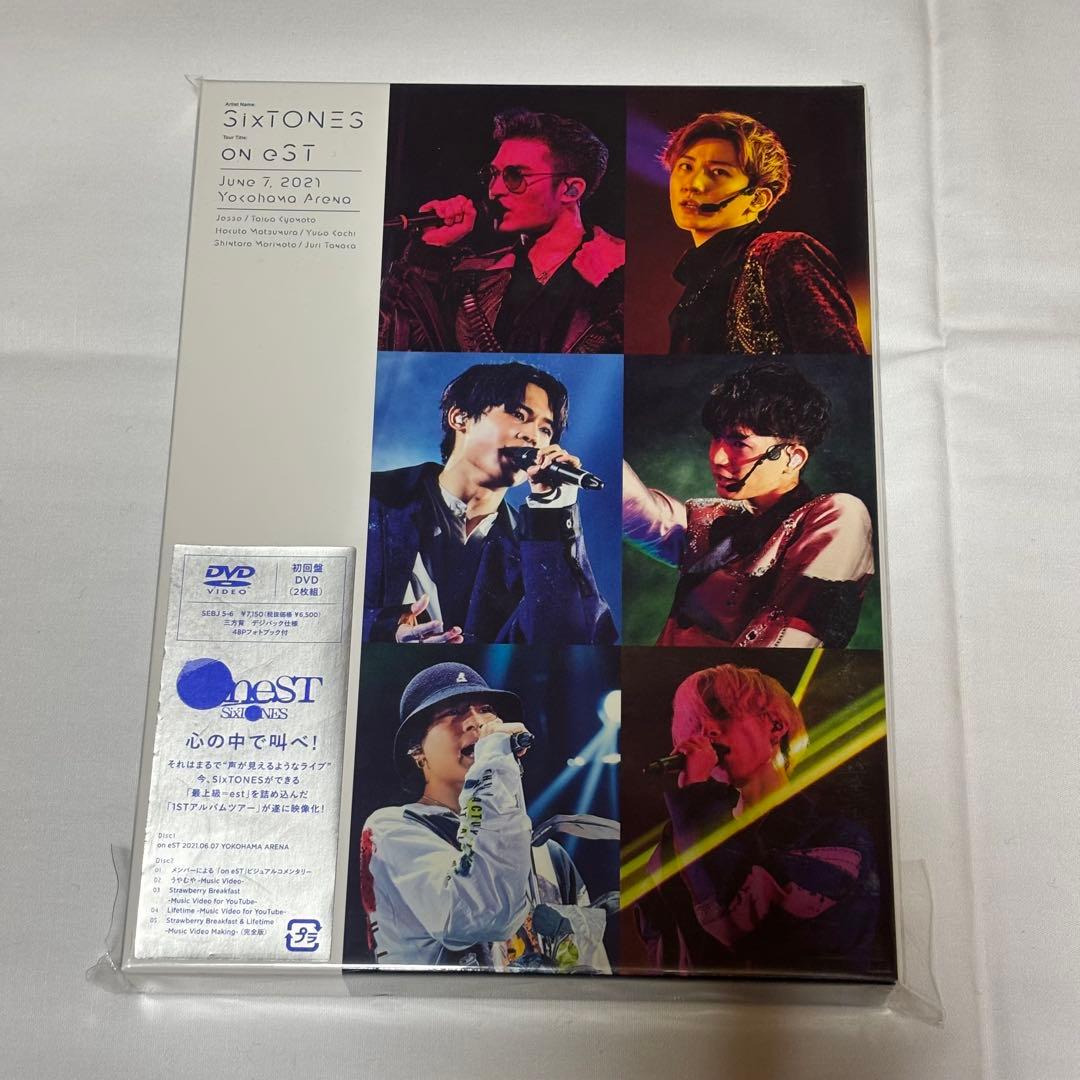 Artist Name:
SixTONES
Tour Title:
on eST
June 7, 2021
Yokohama Arena
Jesse / Taiga Kyomoto
Hokuto Matsumura / Yugo Kochi
Shintaro Morimoto / Juri Tanaka
DVD
VIDEO
初回盤
DVD
(2枚組)
SEBJ 5-6 ¥7,150(税抜価格 ¥6,500)
三方背 デジパック仕様
48Pフォトブック付
oneST
SixTONES
心の中で叫べ!
それはまるで“声が見えるようなライブ”
今、SixTONESができる
「最上級=est」を詰め込んだ
「1STアルバムツアー」が遂に映像化!
Disc1
on eST 2021.06.07 YOKOHAMA ARENA
Disc2
01 メンバーによる「on eST」ビジュアルコメンタリー
02 うやむや -Music Video-
03 Strawberry Breakfast
-Music Video for YouTube-
04 Lifetime -Music Video for YouTube-
05 Strawberry Breakfast & Lifetime
-Music Video Making- (完全版)
プラ